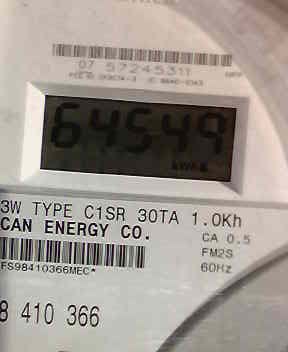 07 57245311
64549
3W TYPE C1SR 30TA 1.0Kh
CAN ENERGY CO.
CA 0.5
FM2S
FS98410366MEC*
60Hz
8 410 366